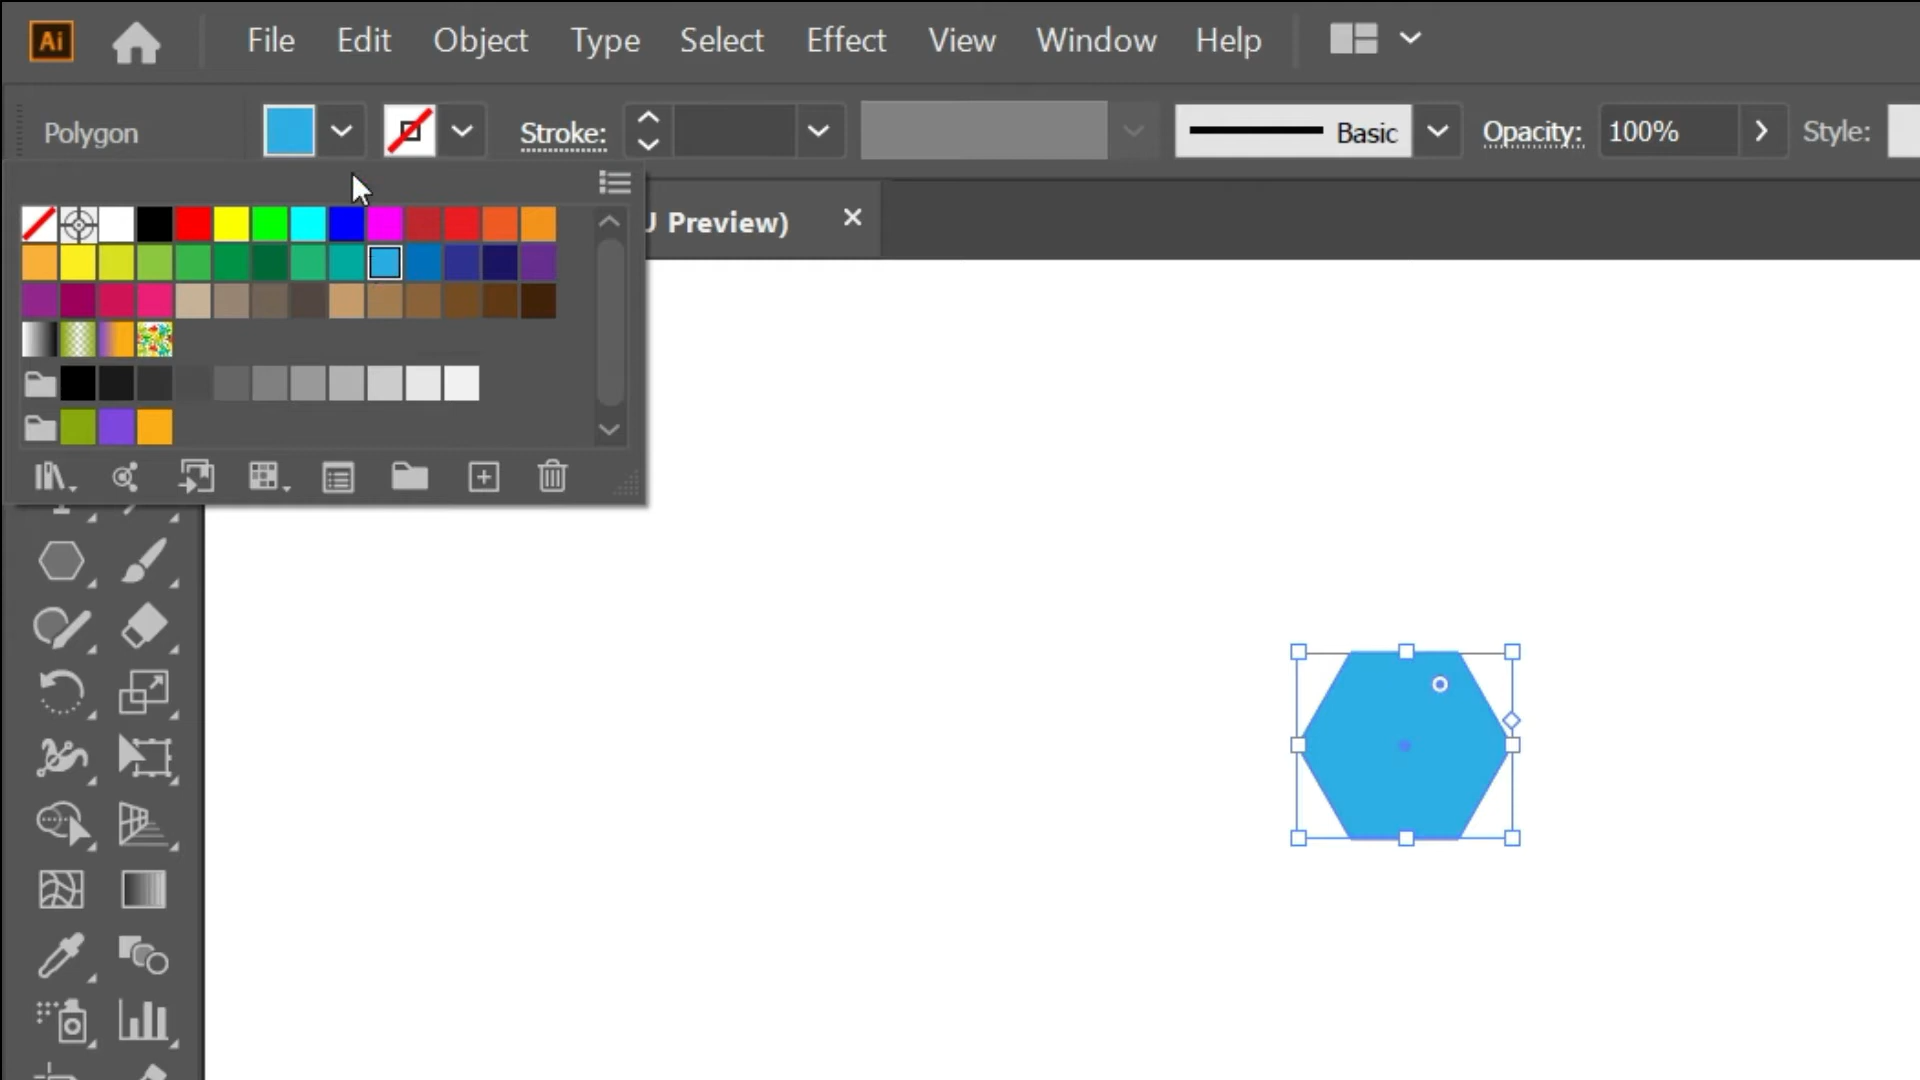 Ai File Edit Object Type Select Effect View Window Help
Polygon Stroke: Basic Opacity: 100% Style:
Preview) ×